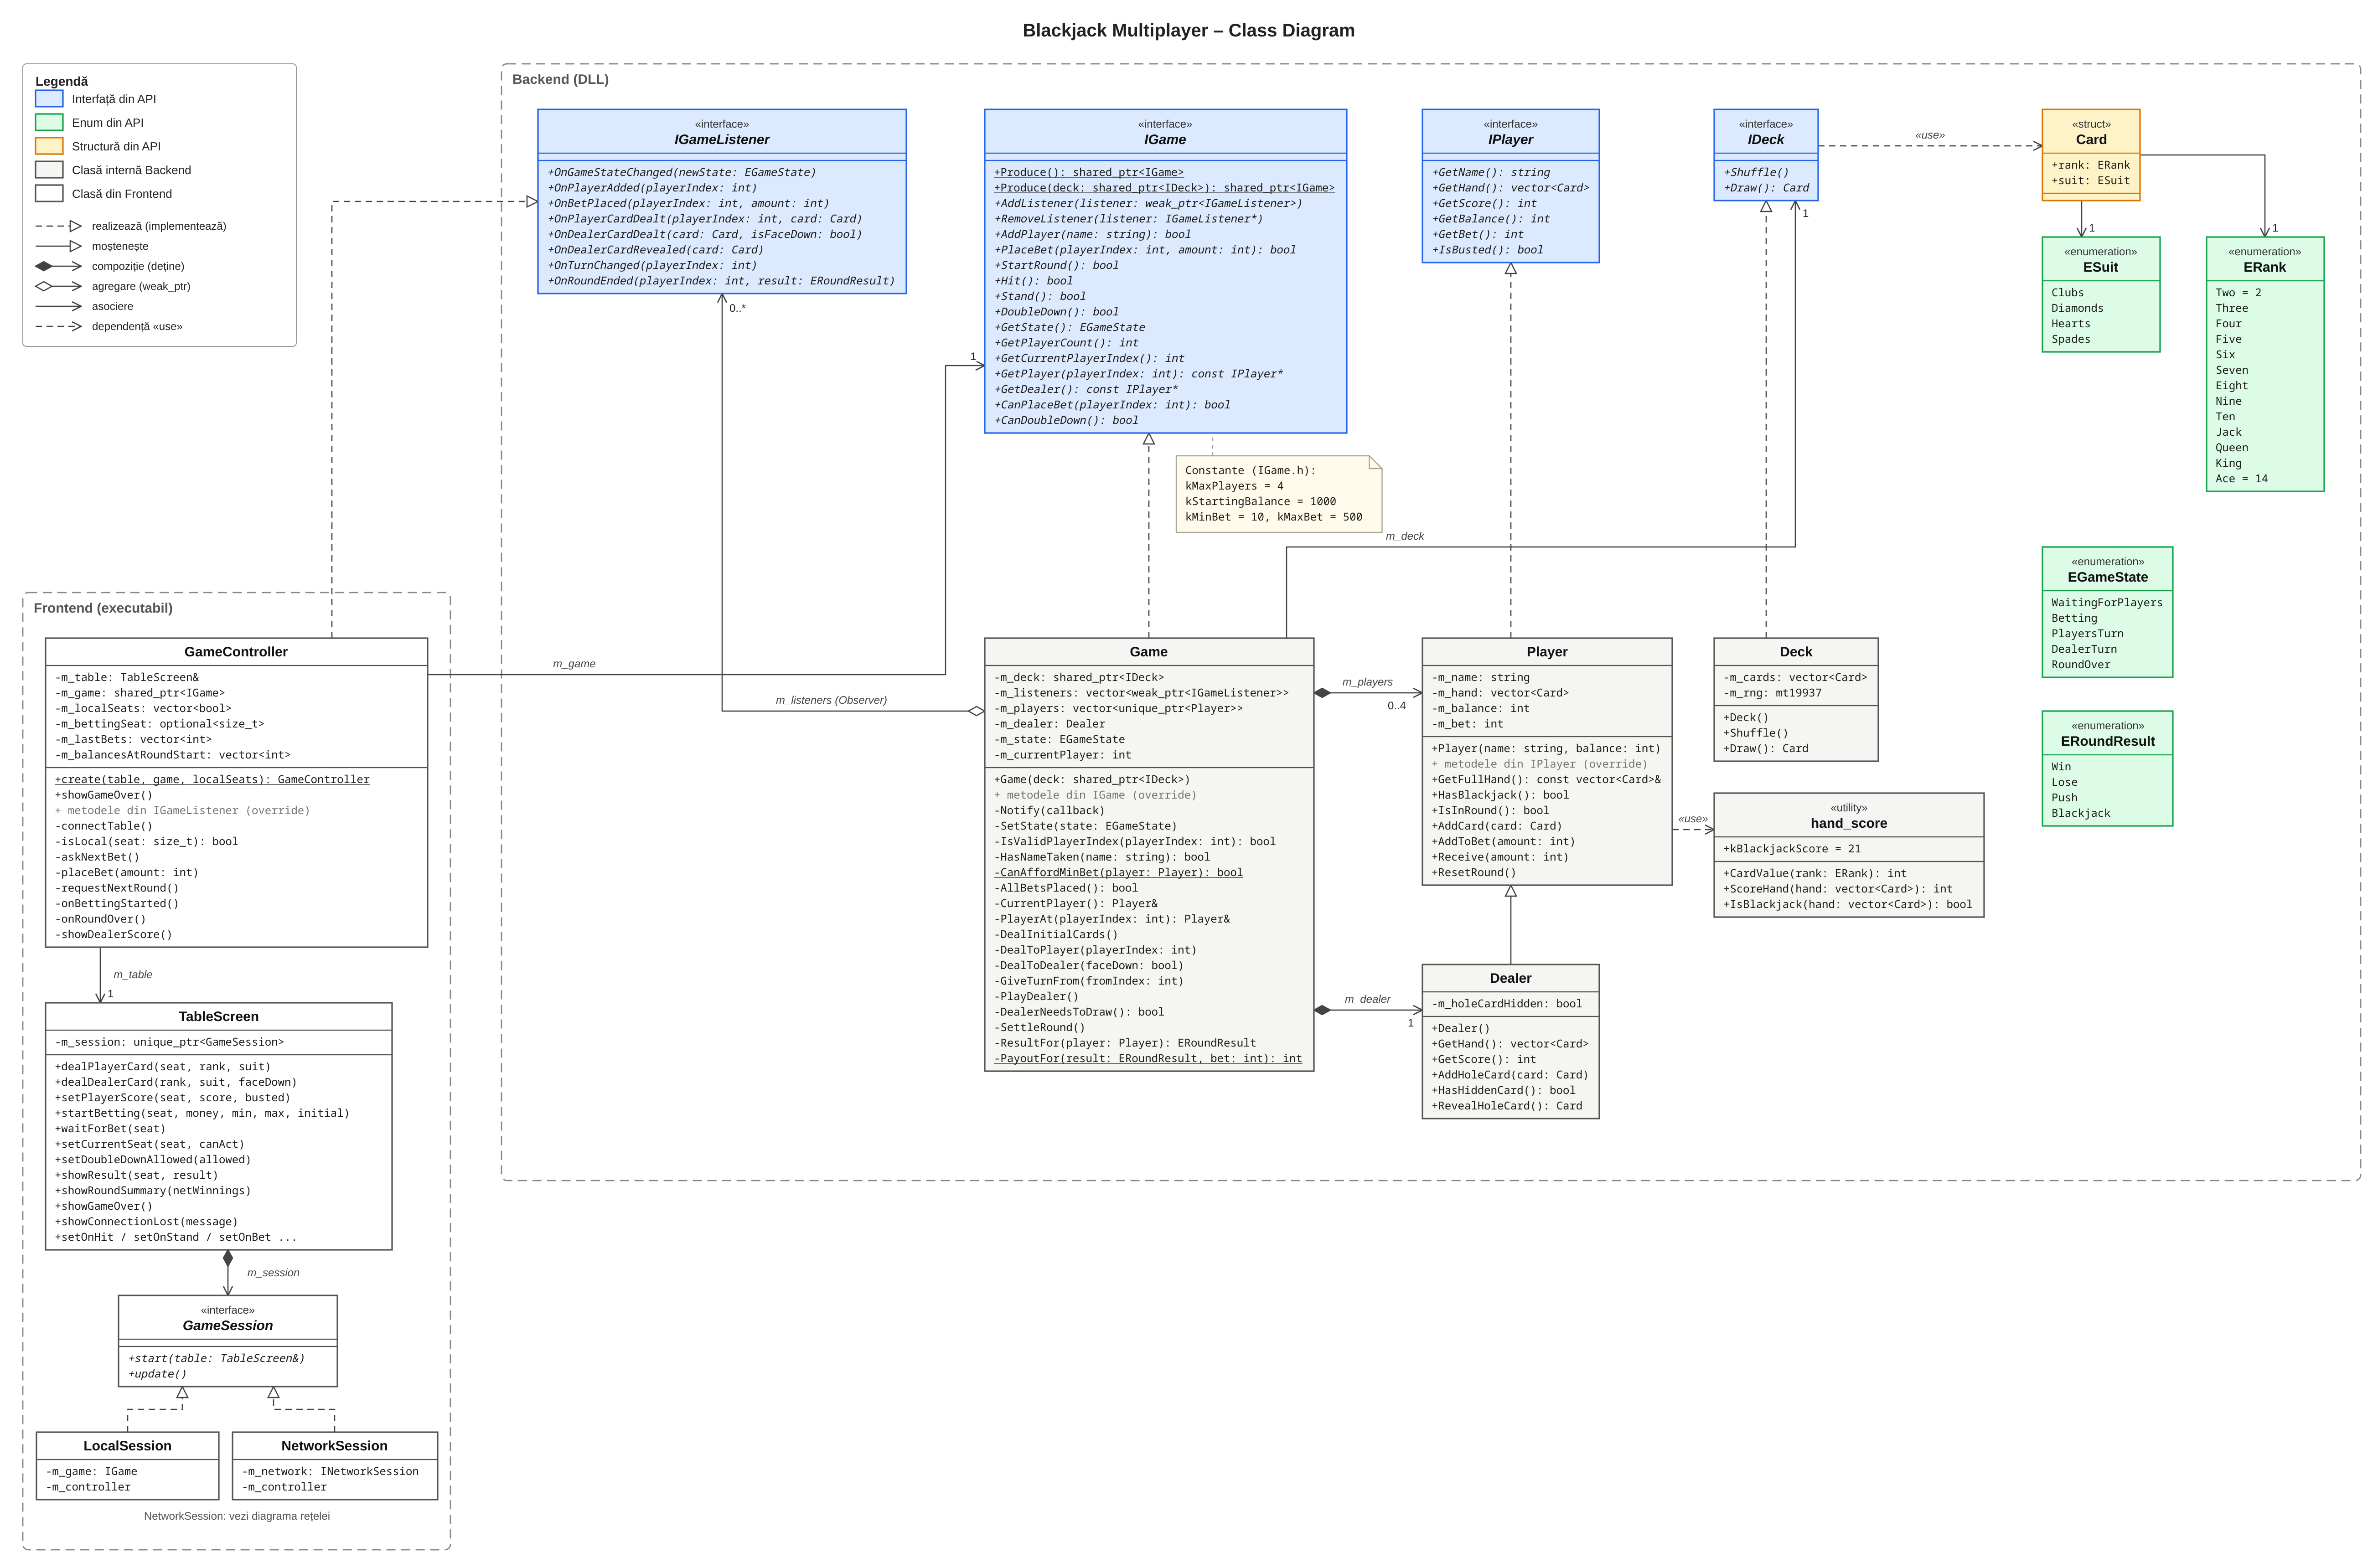 Blackjack Multiplayer – Class Diagram
Legendă
Interfață din API
Enum din API
Structură din API
Clasă internă Backend
Clasă din Frontend
realizează (implementează)
moștenește
compoziție (deține)
agregare (weak_ptr)
asociere
dependență «use»
Backend (DLL)
«interface»
IGameListener
+OnGameStateChanged(newState: EGameState)
+OnPlayerAdded(playerIndex: int)
+OnBetPlaced(playerIndex: int, amount: int)
+OnPlayerCardDealt(playerIndex: int, card: Card)
+OnDealerCardDealt(card: Card, isFaceDown: bool)
+OnDealerCardRevealed(card: Card)
+OnTurnChanged(playerIndex: int)
+OnRoundEnded(playerIndex: int, result: ERoundResult)
0..*
«interface»
IGame
+Produce(): shared_ptr<IGame>
+Produce(deck: shared_ptr<IDeck>): shared_ptr<IGame>
+AddListener(listener: weak_ptr<IGameListener>)
+RemoveListener(listener: IGameListener*)
+AddPlayer(name: string): bool
+PlaceBet(playerIndex: int, amount: int): bool
+StartRound(): bool
+Hit(): bool
+Stand(): bool
+DoubleDown(): bool
+GetState(): EGameState
+GetPlayerCount(): int
+GetCurrentPlayerIndex(): int
+GetPlayer(playerIndex: int): const IPlayer*
+GetDealer(): const IPlayer*
+CanPlaceBet(playerIndex: int): bool
+CanDoubleDown(): bool
1
Constante (IGame.h):
kMaxPlayers = 4
kStartingBalance = 1000
kMinBet = 10, kMaxBet = 500
«interface»
IPlayer
+GetName(): string
+GetHand(): vector<Card>
+GetScore(): int
+GetBalance(): int
+GetBet(): int
+IsBusted(): bool
«interface»
IDeck
+Shuffle()
+Draw(): Card
1
«use»
«struct»
Card
+rank: ERank
+suit: ESuit
1
1
«enumeration»
ESuit
Clubs
Diamonds
Hearts
Spades
«enumeration»
ERank
Two = 2
Three
Four
Five
Six
Seven
Eight
Nine
Ten
Jack
Queen
King
Ace = 14
m_deck
«enumeration»
EGameState
WaitingForPlayers
Betting
PlayersTurn
DealerTurn
RoundOver
«enumeration»
ERoundResult
Win
Lose
Push
Blackjack
Frontend (executabil)
GameController
-m_table: TableScreen&
-m_game: shared_ptr<IGame>
-m_localSeats: vector<bool>
-m_bettingSeat: optional<size_t>
-m_lastBets: vector<int>
-m_balancesAtRoundStart: vector<int>
+create(table, game, localSeats): GameController
+showGameOver()
+ metodele din IGameListener (override)
-connectTable()
-isLocal(seat: size_t): bool
-askNextBet()
-placeBet(amount: int)
-requestNextRound()
-onBettingStarted()
-onRoundOver()
-showDealerScore()
m_game
m_listeners (Observer)
Game
-m_deck: shared_ptr<IDeck>
-m_listeners: vector<weak_ptr<IGameListener>>
-m_players: vector<unique_ptr<Player>>
-m_dealer: Dealer
-m_state: EGameState
-m_currentPlayer: int
+Game(deck: shared_ptr<IDeck>)
+ metodele din IGame (override)
-Notify(callback)
-SetState(state: EGameState)
-IsValidPlayerIndex(playerIndex: int): bool
-HasNameTaken(name: string): bool
-CanAffordMinBet(player: Player): bool
-AllBetsPlaced(): bool
-CurrentPlayer(): Player&
-PlayerAt(playerIndex: int): Player&
-DealInitialCards()
-DealToPlayer(playerIndex: int)
-DealToDealer(faceDown: bool)
-GiveTurnFrom(fromIndex: int)
-PlayDealer()
-DealerNeedsToDraw(): bool
-SettleRound()
-ResultFor(player: Player): ERoundResult
-PayoutFor(result: ERoundResult, bet: int): int
m_players
0..4
m_dealer
1
Player
-m_name: string
-m_hand: vector<Card>
-m_balance: int
-m_bet: int
+Player(name: string, balance: int)
+ metodele din IPlayer (override)
+GetFullHand(): const vector<Card>&
+HasBlackjack(): bool
+IsInRound(): bool
+AddCard(card: Card)
+AddToBet(amount: int)
+Receive(amount: int)
+ResetRound()
«use»
Deck
-m_cards: vector<Card>
-m_rng: mt19937
+Deck()
+Shuffle()
+Draw(): Card
«utility»
hand_score
+kBlackjackScore = 21
+CardValue(rank: ERank): int
+ScoreHand(hand: vector<Card>): int
+IsBlackjack(hand: vector<Card>): bool
Dealer
-m_holeCardHidden: bool
+Dealer()
+GetHand(): vector<Card>
+GetScore(): int
+AddHoleCard(card: Card)
+HasHiddenCard(): bool
+RevealHoleCard(): Card
m_table
1
TableScreen
-m_session: unique_ptr<GameSession>
+dealPlayerCard(seat, rank, suit)
+dealDealerCard(rank, suit, faceDown)
+setPlayerScore(seat, score, busted)
+startBetting(seat, money, min, max, initial)
+waitForBet(seat)
+setCurrentSeat(seat, canAct)
+setDoubleDownAllowed(allowed)
+showResult(seat, result)
+showRoundSummary(netWinnings)
+showGameOver()
+showConnectionLost(message)
+setOnHit / setOnStand / setOnBet ...
m_session
«interface»
GameSession
+start(table: TableScreen&)
+update()
LocalSession
-m_game: IGame
-m_controller
NetworkSession
-m_network: INetworkSession
-m_controller
NetworkSession: vezi diagrama rețelei